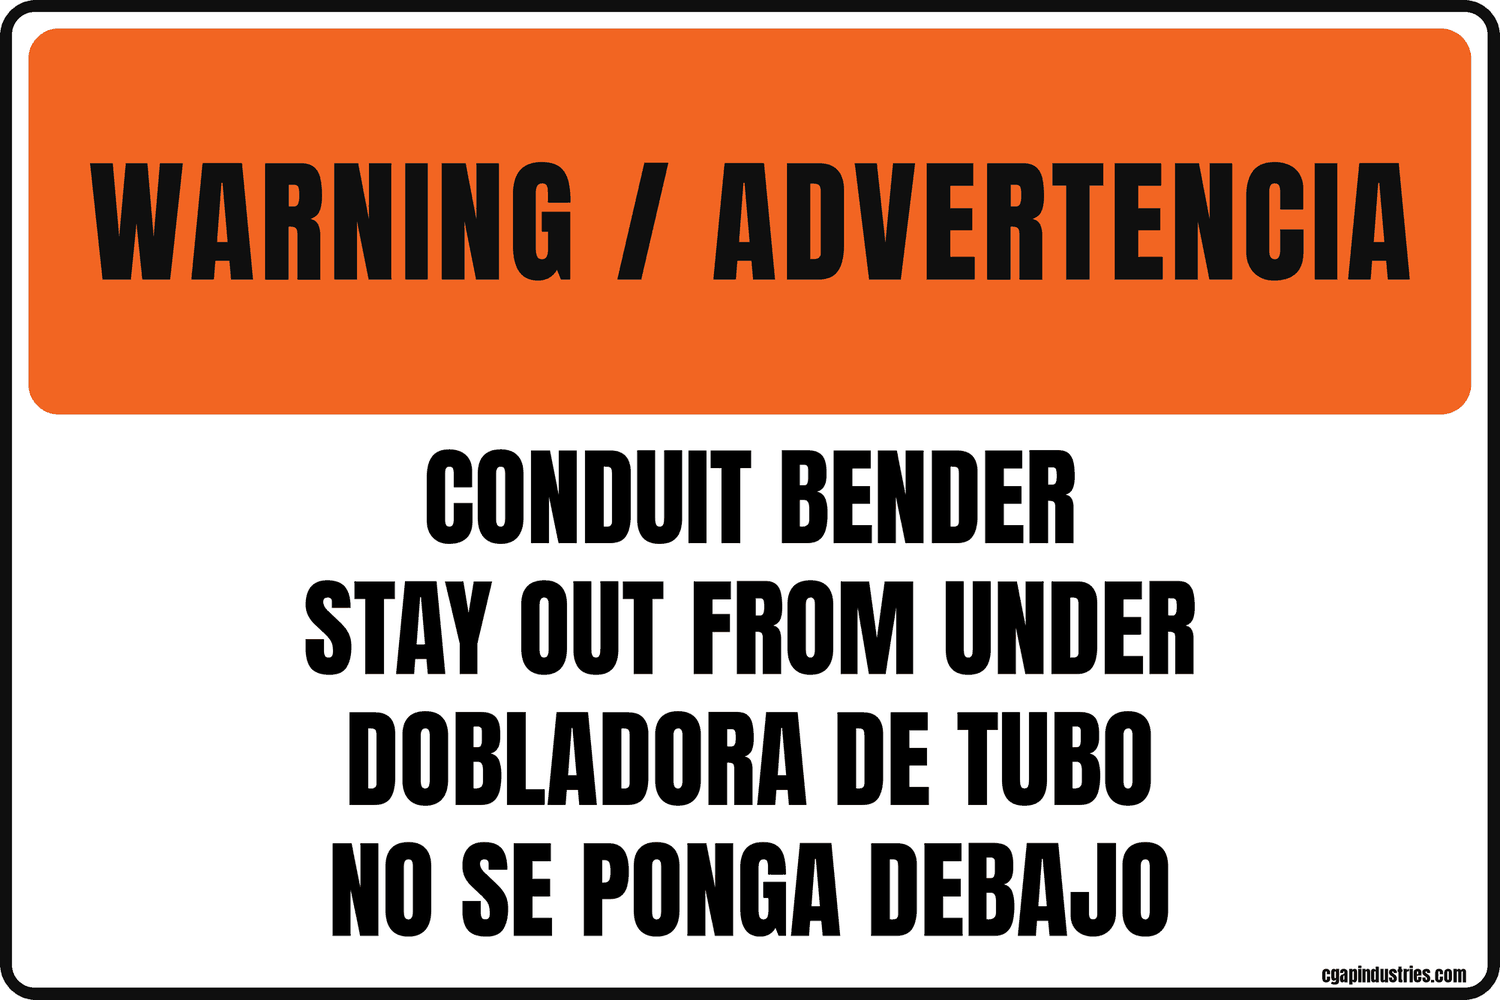 WARNING / ADVERTENCIA
CONDUIT BENDER
STAY OUT FROM UNDER
DOBLADORA DE TUBO
NO SE PONGA DEBAJO
cgapindustries.com